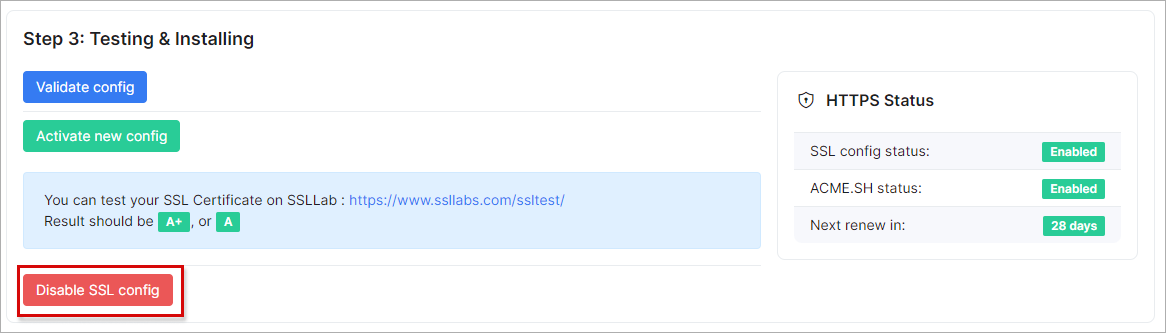 Step 3: Testing & Installing
Validate config
Activate new config
You can test your SSL Certificate on SSLLab : https://www.ssllabs.com/ssltest/
Result should be A+ , or A
Disable SSL config
HTTPS Status
SSL config status: Enabled
ACME.SH status: Enabled
Next renew in: 28 days